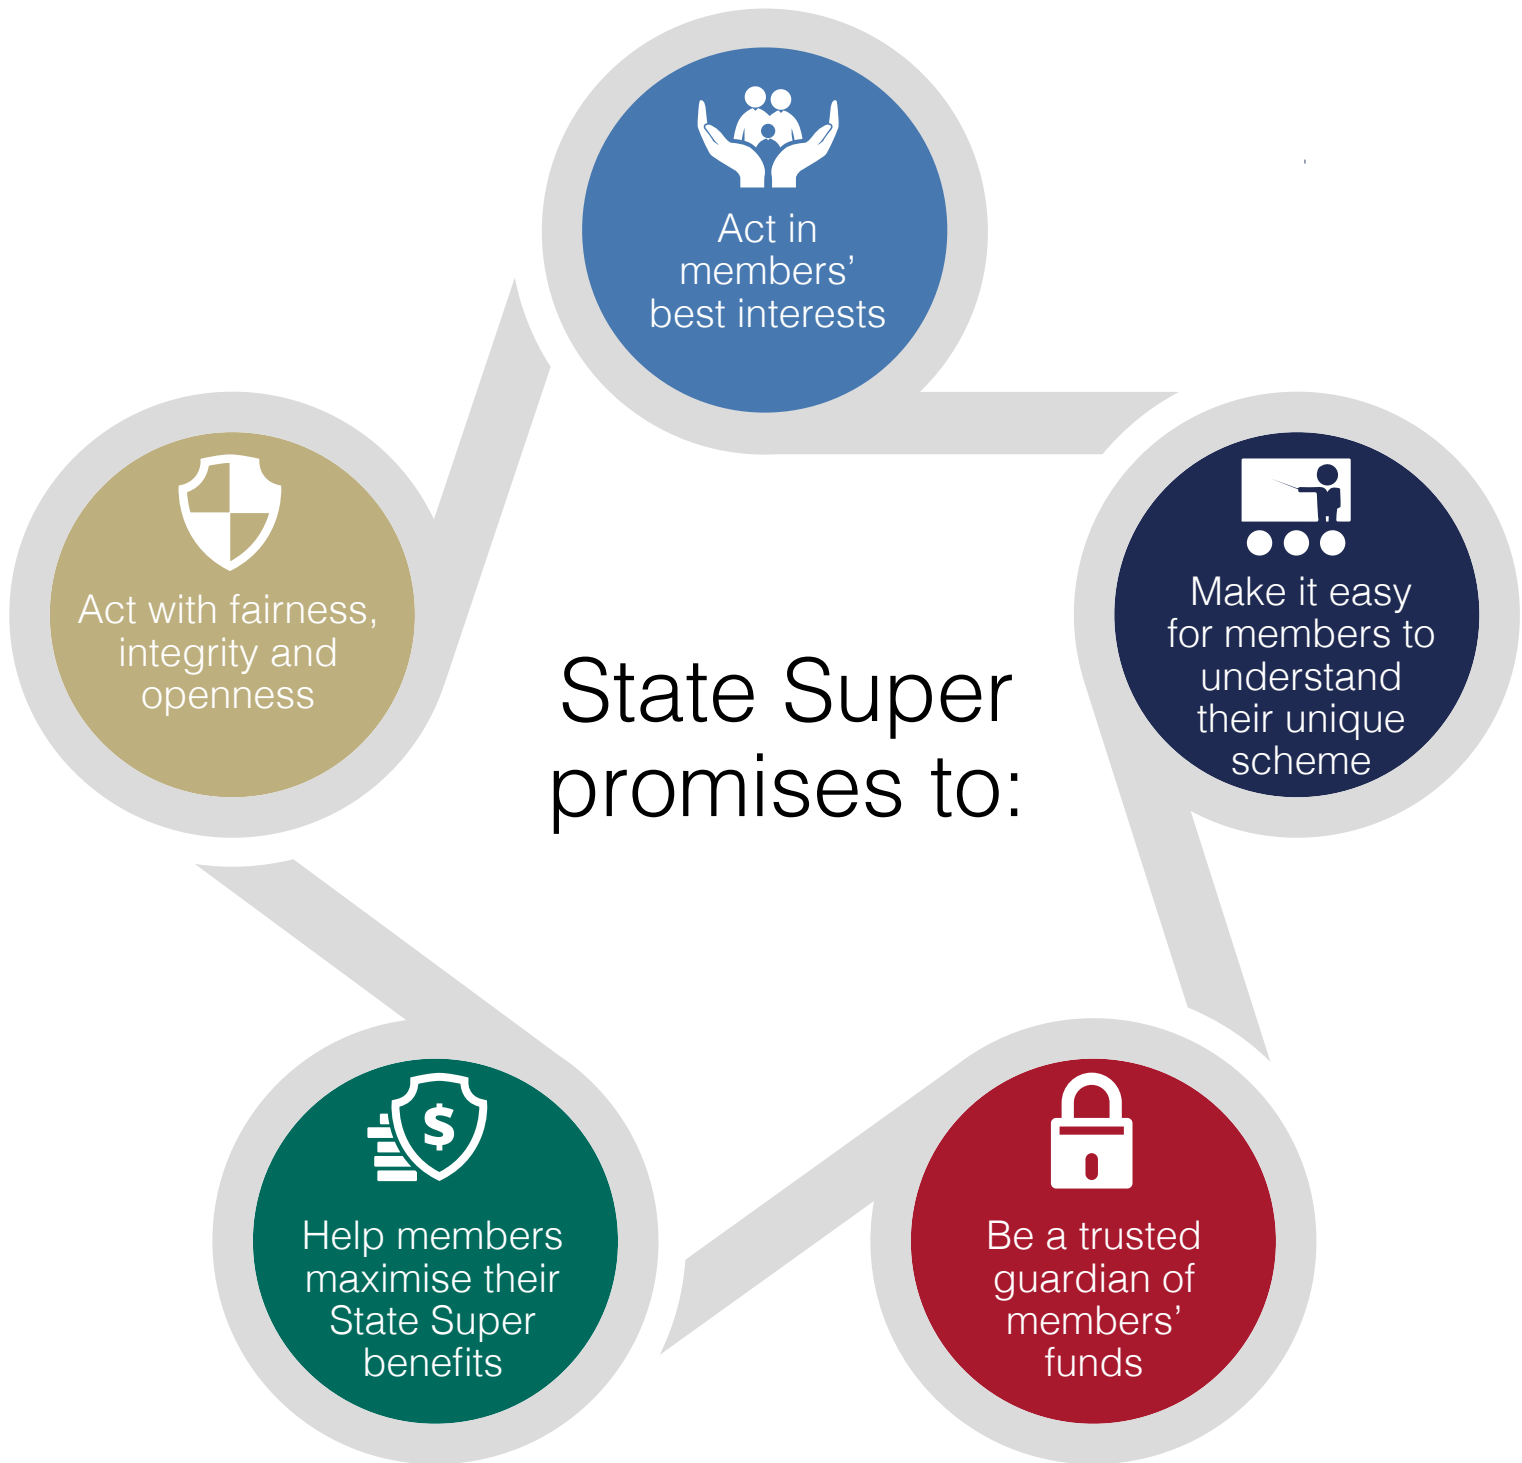 Act in
members’
best interests
Make it easy
for members to
understand
their unique
scheme
Act with fairness,
integrity and
openness
State Super
promises to:
Be a trusted
guardian of
members’
funds
Help members
maximise their
State Super
benefits
$